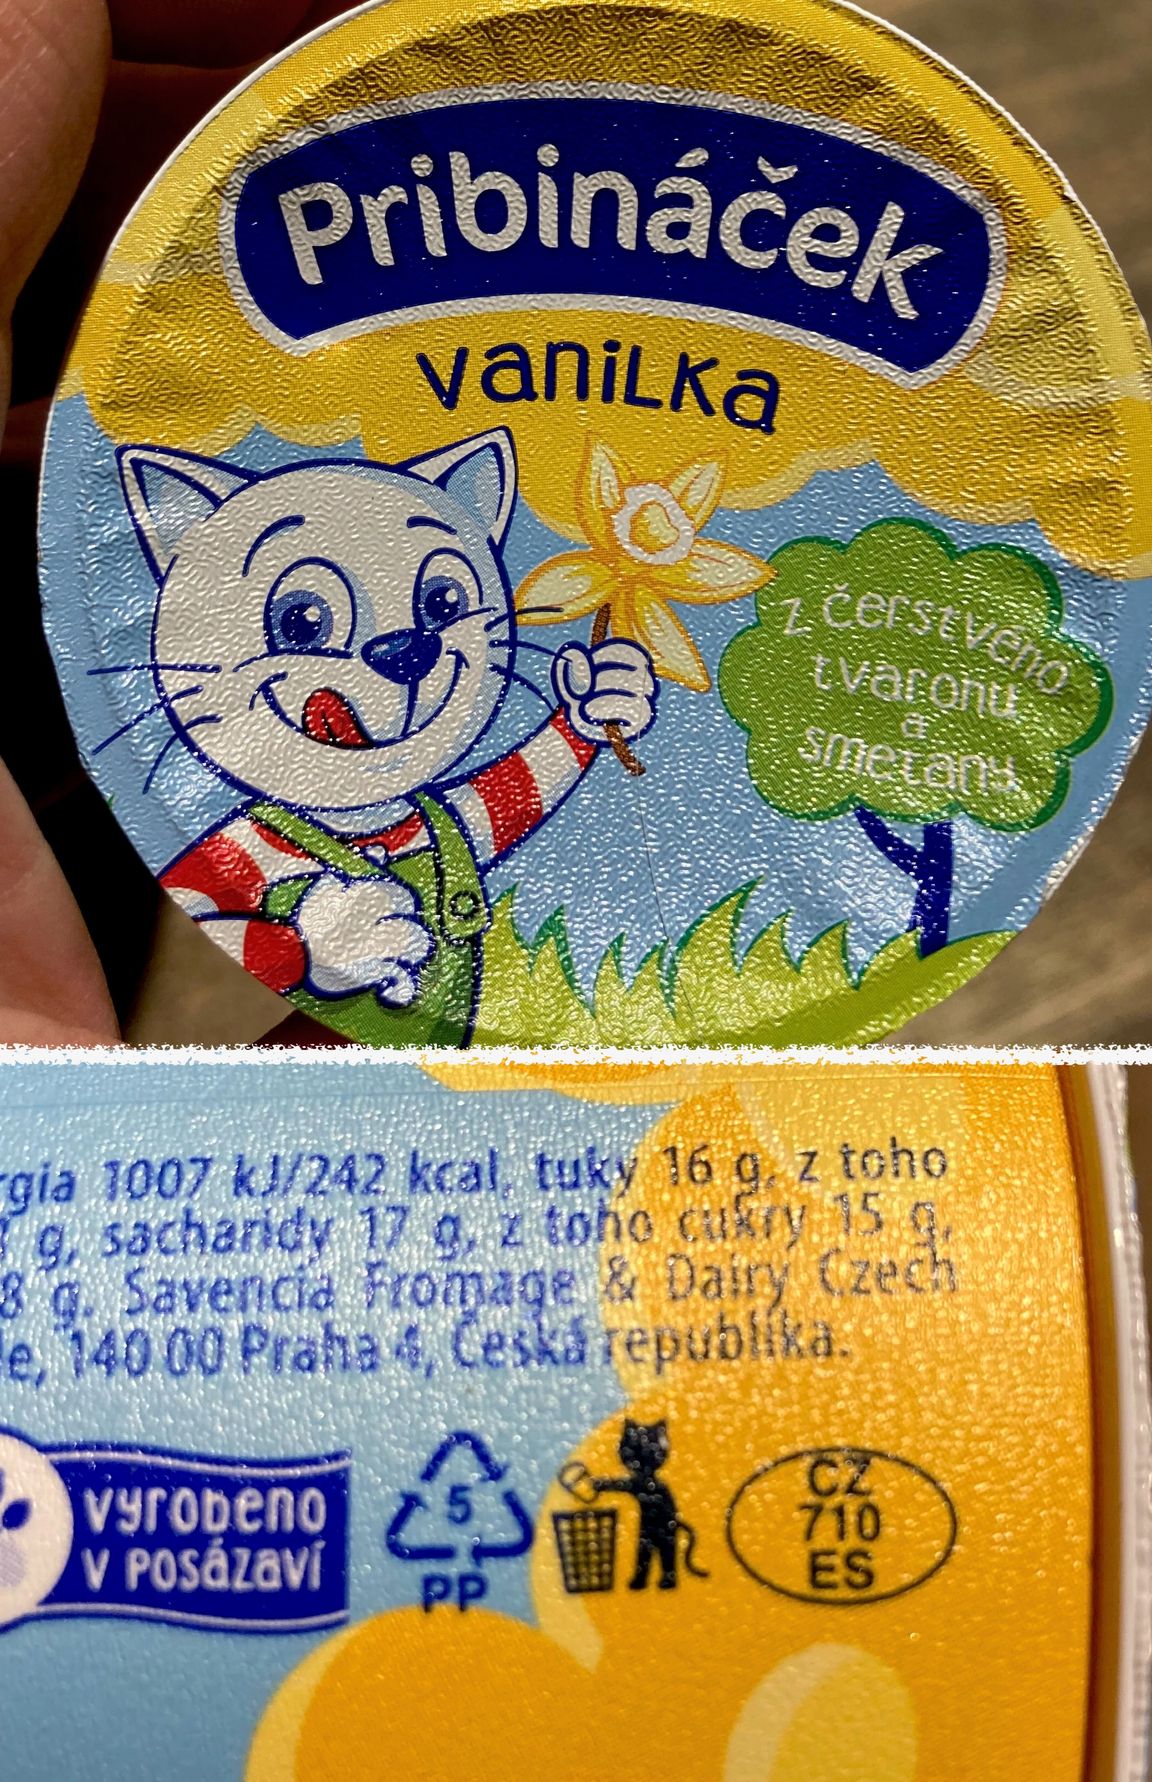 Pribináček
vanilka
z čerstvého
tvarohu
a
smetany
rgia 1007 kJ/242 kcal, tuky 16 g, z toho
g, sacharidy 17 g, z toho cukry 15 g,
8 g. Savencia Fromage & Dairy Czech
e, 140 00 Praha 4, Česká republika.
vyrobeno
v Posázaví
5
PP
CZ
710
ES